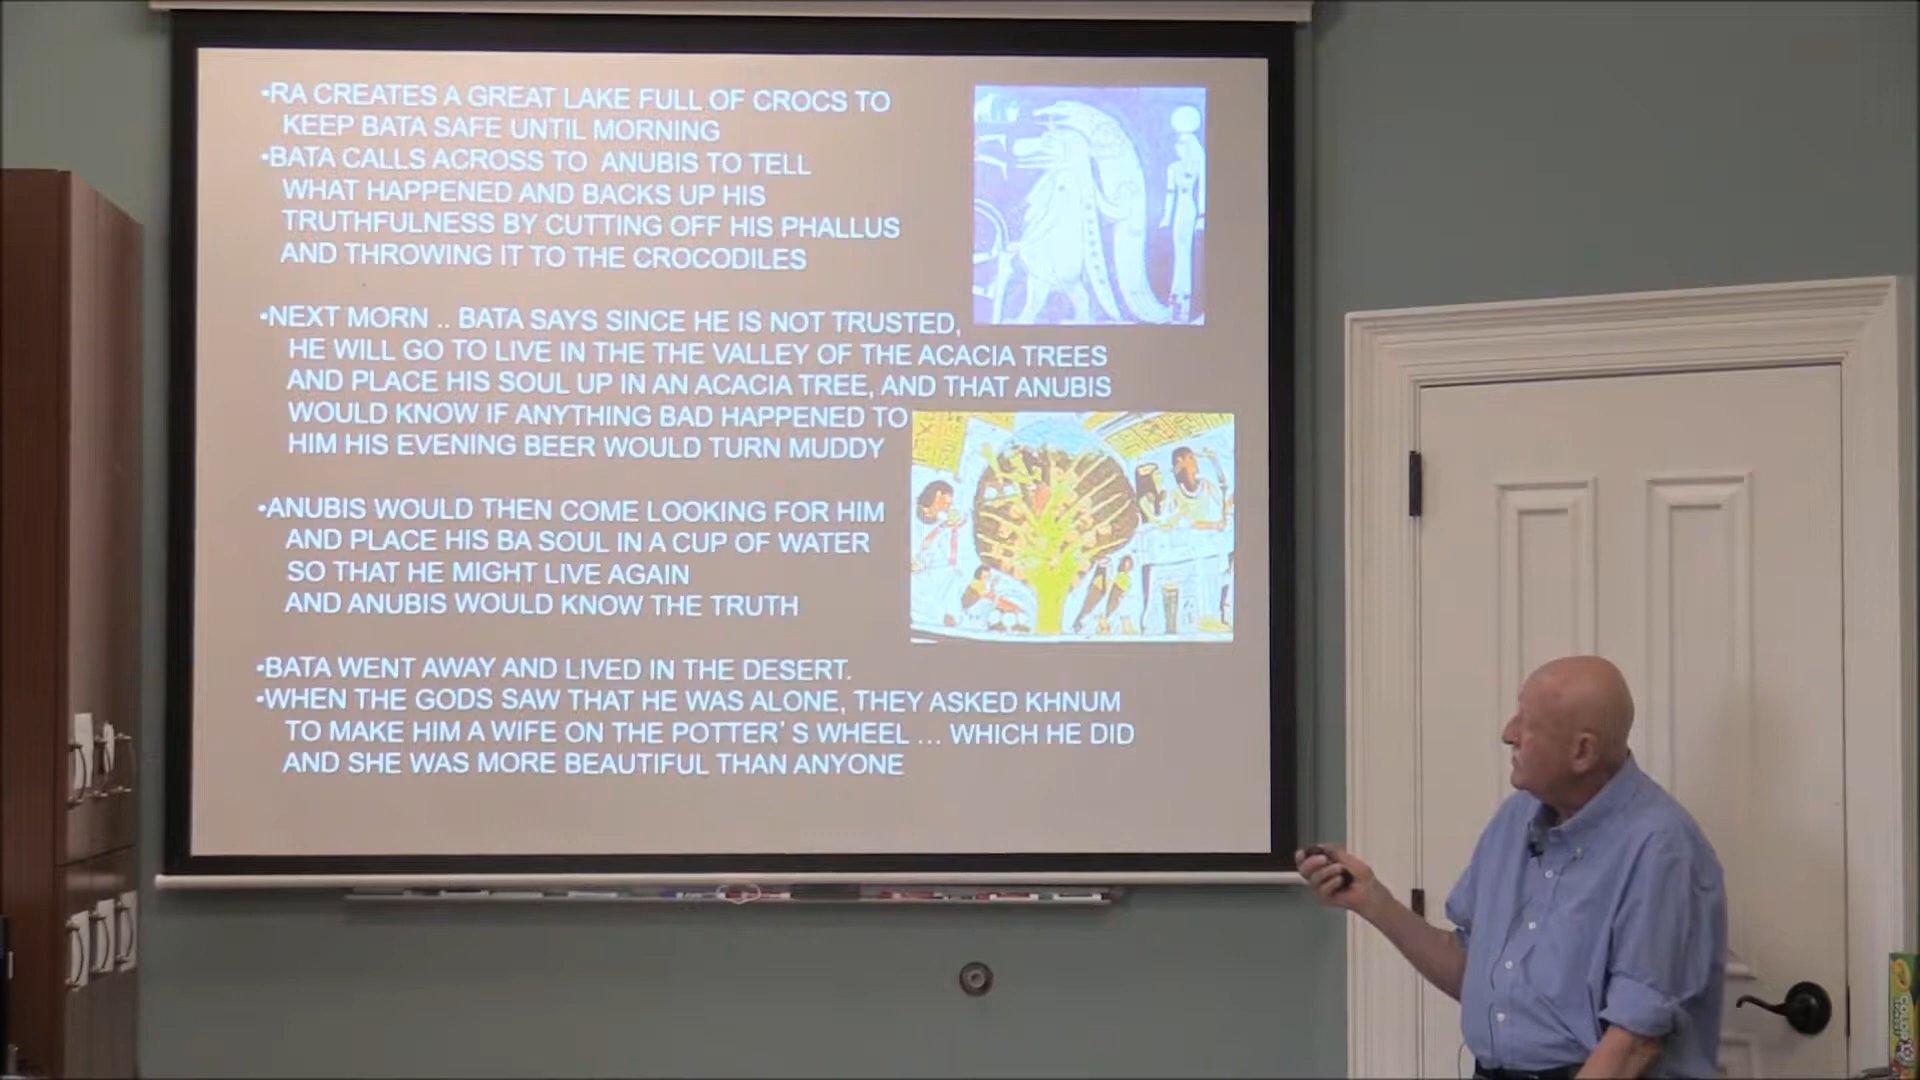 •RA CREATES A GREAT LAKE FULL OF CROCS TO
KEEP BATA SAFE UNTIL MORNING
•BATA CALLS ACROSS TO ANUBIS TO TELL
WHAT HAPPENED AND BACKS UP HIS
TRUTHFULNESS BY CUTTING OFF HIS PHALLUS
AND THROWING IT TO THE CROCODILES
•NEXT MORN .. BATA SAYS SINCE HE IS NOT TRUSTED,
HE WILL GO TO LIVE IN THE THE VALLEY OF THE ACACIA TREES
AND PLACE HIS SOUL UP IN AN ACACIA TREE, AND THAT ANUBIS
WOULD KNOW IF ANYTHING BAD HAPPENED TO
HIM HIS EVENING BEER WOULD TURN MUDDY
•ANUBIS WOULD THEN COME LOOKING FOR HIM
AND PLACE HIS BA SOUL IN A CUP OF WATER
SO THAT HE MIGHT LIVE AGAIN
AND ANUBIS WOULD KNOW THE TRUTH
•BATA WENT AWAY AND LIVED IN THE DESERT.
•WHEN THE GODS SAW THAT HE WAS ALONE, THEY ASKED KHNUM
TO MAKE HIM A WIFE ON THE POTTER’ S WHEEL … WHICH HE DID
AND SHE WAS MORE BEAUTIFUL THAN ANYONE